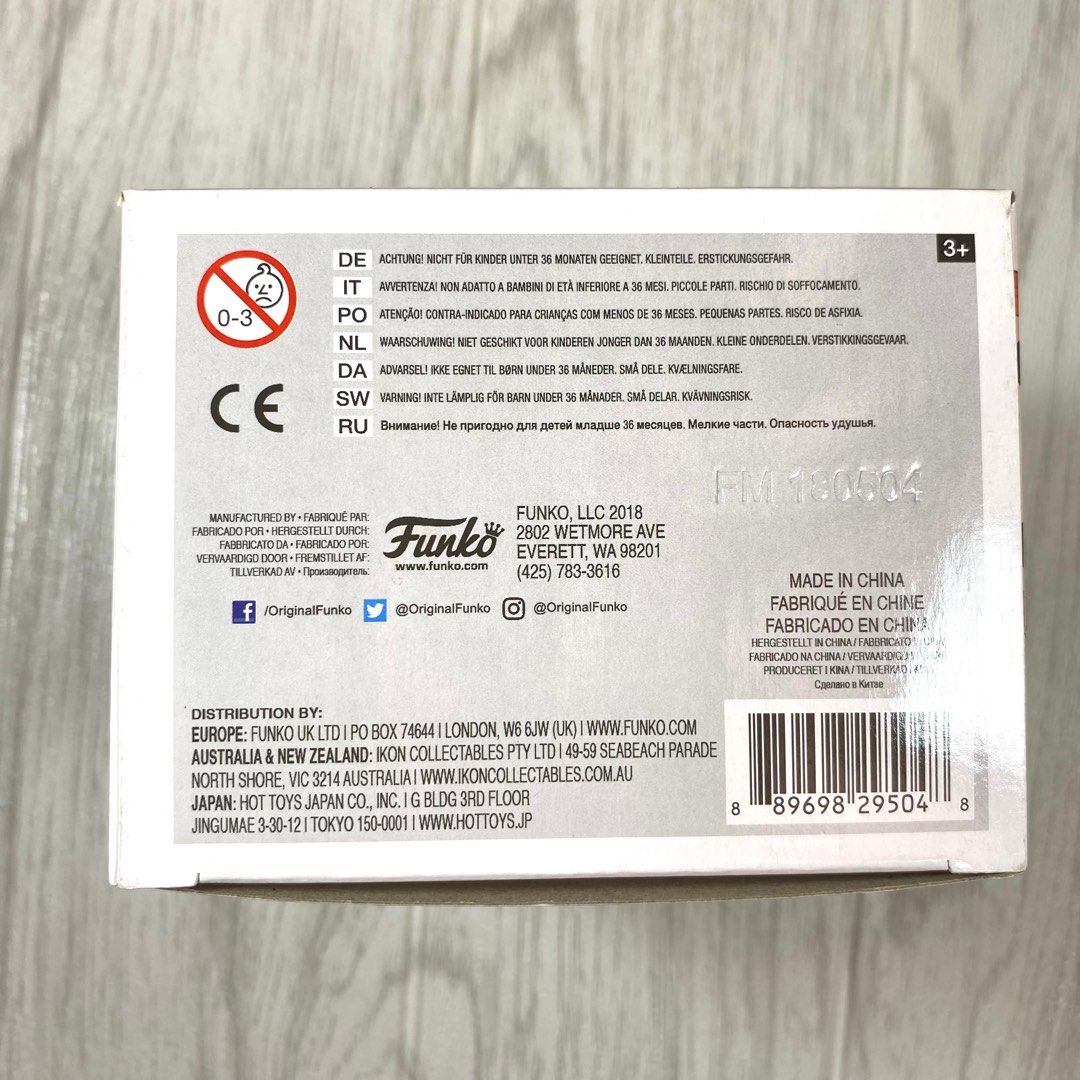 3+
0-3
CE
DE ACHTUNG! NICHT FÜR KINDER UNTER 36 MONATEN GEEIGNET. KLEINTEILE. ERSTICKUNGSGEFAHR.
IT AVVERTENZA! NON ADATTO A BAMBINI DI ETÀ INFERIORE A 36 MESI. PICCOLE PARTI. RISCHIO DI SOFFOCAMENTO.
PO ATENÇÃO! CONTRA-INDICADO PARA CRIANÇAS COM MENOS DE 36 MESES. PEQUENAS PARTES. RISCO DE ASFIXIA.
NL WAARSCHUWING! NIET GESCHIKT VOOR KINDEREN JONGER DAN 36 MAANDEN. KLEINE ONDERDELEN. VERSTIKKINGSGEVAAR.
DA ADVARSEL! IKKE EGNET TIL BØRN UNDER 36 MÅNEDER. SMÅ DELE. KVÆLNINGSFARE.
SW VARNING! INTE LÄMPLIG FÖR BARN UNDER 36 MÅNADER. SMÅ DELAR. KVÄVNINGSRISK.
RU Внимание! Не пригодно для детей младше 36 месяцев. Мелкие части. Опасность удушья.
FM 180504
MANUFACTURED BY • FABRIQUÉ PAR:
FABRICADO POR • HERGESTELLT DURCH:
FABBRICATO DA • FABRICADO POR:
VERVAARDIGD DOOR • FREMSTILLET AF:
TILLVERKAD AV • Производитель:
Funko
www.funko.com
FUNKO, LLC 2018
2802 WETMORE AVE
EVERETT, WA 98201
(425) 783-3616
/OriginalFunko @OriginalFunko @OriginalFunko
MADE IN CHINA
FABRIQUÉ EN CHINE
FABRICADO EN CHINA
HERGESTELLT IN CHINA / FABBRICATO
FABRICADO NA CHINA /
PRODUCERET I KINA /
Сделано в Китае
DISTRIBUTION BY:
EUROPE: FUNKO UK LTD | PO BOX 74644 | LONDON, W6 6JW (UK) | WWW.FUNKO.COM
AUSTRALIA & NEW ZEALAND: IKON COLLECTABLES PTY LTD | 49-59 SEABEACH PARADE
NORTH SHORE, VIC 3214 AUSTRALIA | WWW.IKONCOLLECTABLES.COM.AU
JAPAN: HOT TOYS JAPAN CO., INC. | G BLDG 3RD FLOOR
JINGUMAE 3-30-12 | TOKYO 150-0001 | WWW.HOTTOYS.JP
8 89698 29504 8